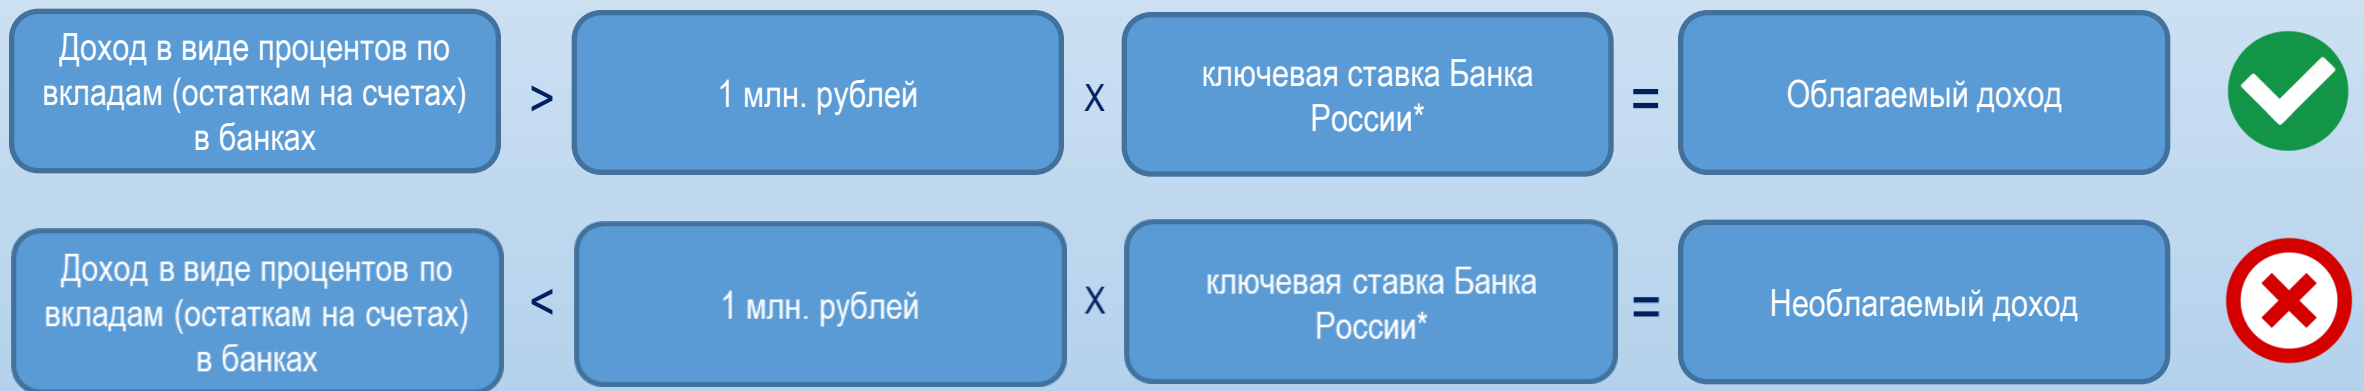 Доход в виде процентов по
вкладам (остаткам на счетах)
в банках
>
1 млн. рублей
X
ключевая ставка Банка
России*
=
Облагаемый доход
Доход в виде процентов по
вкладам (остаткам на счетах)
в банках
<
1 млн. рублей
X
ключевая ставка Банка
России*
=
Необлагаемый доход